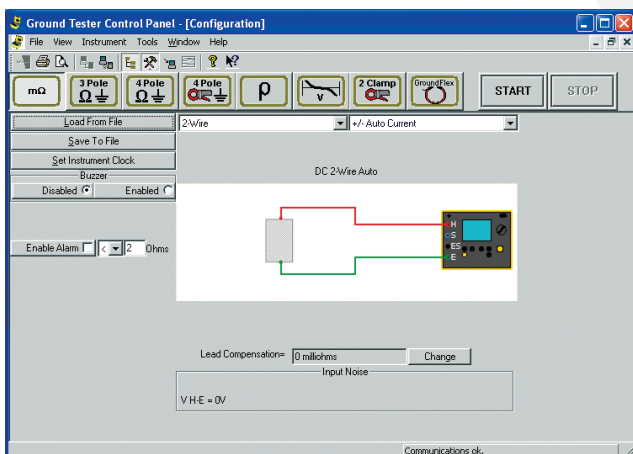 Ground Tester Control Panel - [Configuration]
File View Instrument Tools Window Help
mΩ
3 Pole
Ω
4 Pole
Ω
4 Pole
ρ
V
2 Clamp
GroundFlex
START
STOP
Load From File
2-Wire
+/- Auto Current
Save To File
Set Instrument Clock
Buzzer
Disabled
Enabled
DC 2-Wire Auto
H
S
ES
E
Enable Alarm
<
2
Ohms
Lead Compensation=
0 milliohms
Change
Input Noise
V H-E = 0V
Communications ok.